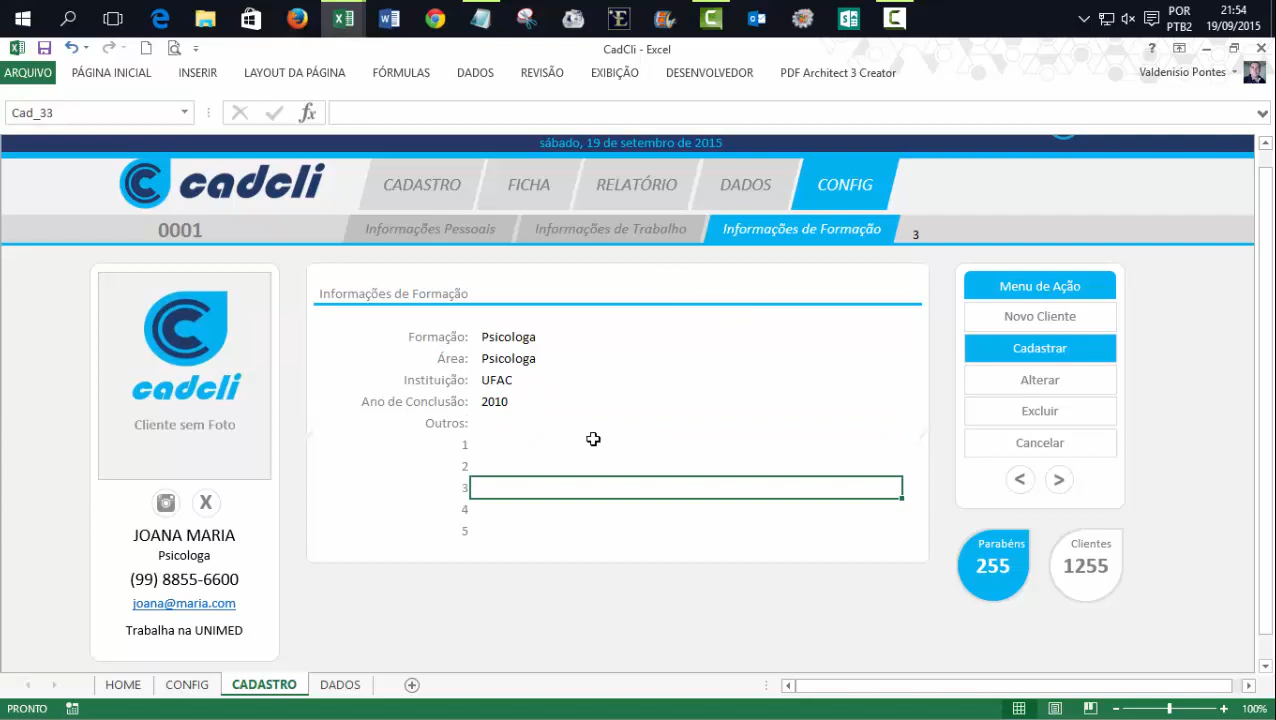 POR
21:54
PTB2
19/09/2015
CadCli - Excel
ARQUIVO
PÁGINA INICIAL
INSERIR
LAYOUT DA PÁGINA
FÓRMULAS
DADOS
REVISÃO
EXIBIÇÃO
DESENVOLVEDOR
PDF Architect 3 Creator
Valdenisio Pontes
Cad_33
fx
sábado, 19 de setembro de 2015
cadcli
CADASTRO
FICHA
RELATÓRIO
DADOS
CONFIG
0001
Informações Pessoais
Informações de Trabalho
Informações de Formação
3
cadcli
Cliente sem Foto
X
JOANA MARIA
Psicologa
(99) 8855-6600
joana@maria.com
Trabalha na UNIMED
Informações de Formação
Formação: Psicologa
Área: Psicologa
Instituição: UFAC
Ano de Conclusão: 2010
Outros:
1
2
3
4
5
Menu de Ação
Novo Cliente
Cadastrar
Alterar
Excluir
Cancelar
< >
Parabéns
255
Clientes
1255
HOME
CONFIG
CADASTRO
DADOS
PRONTO
100%